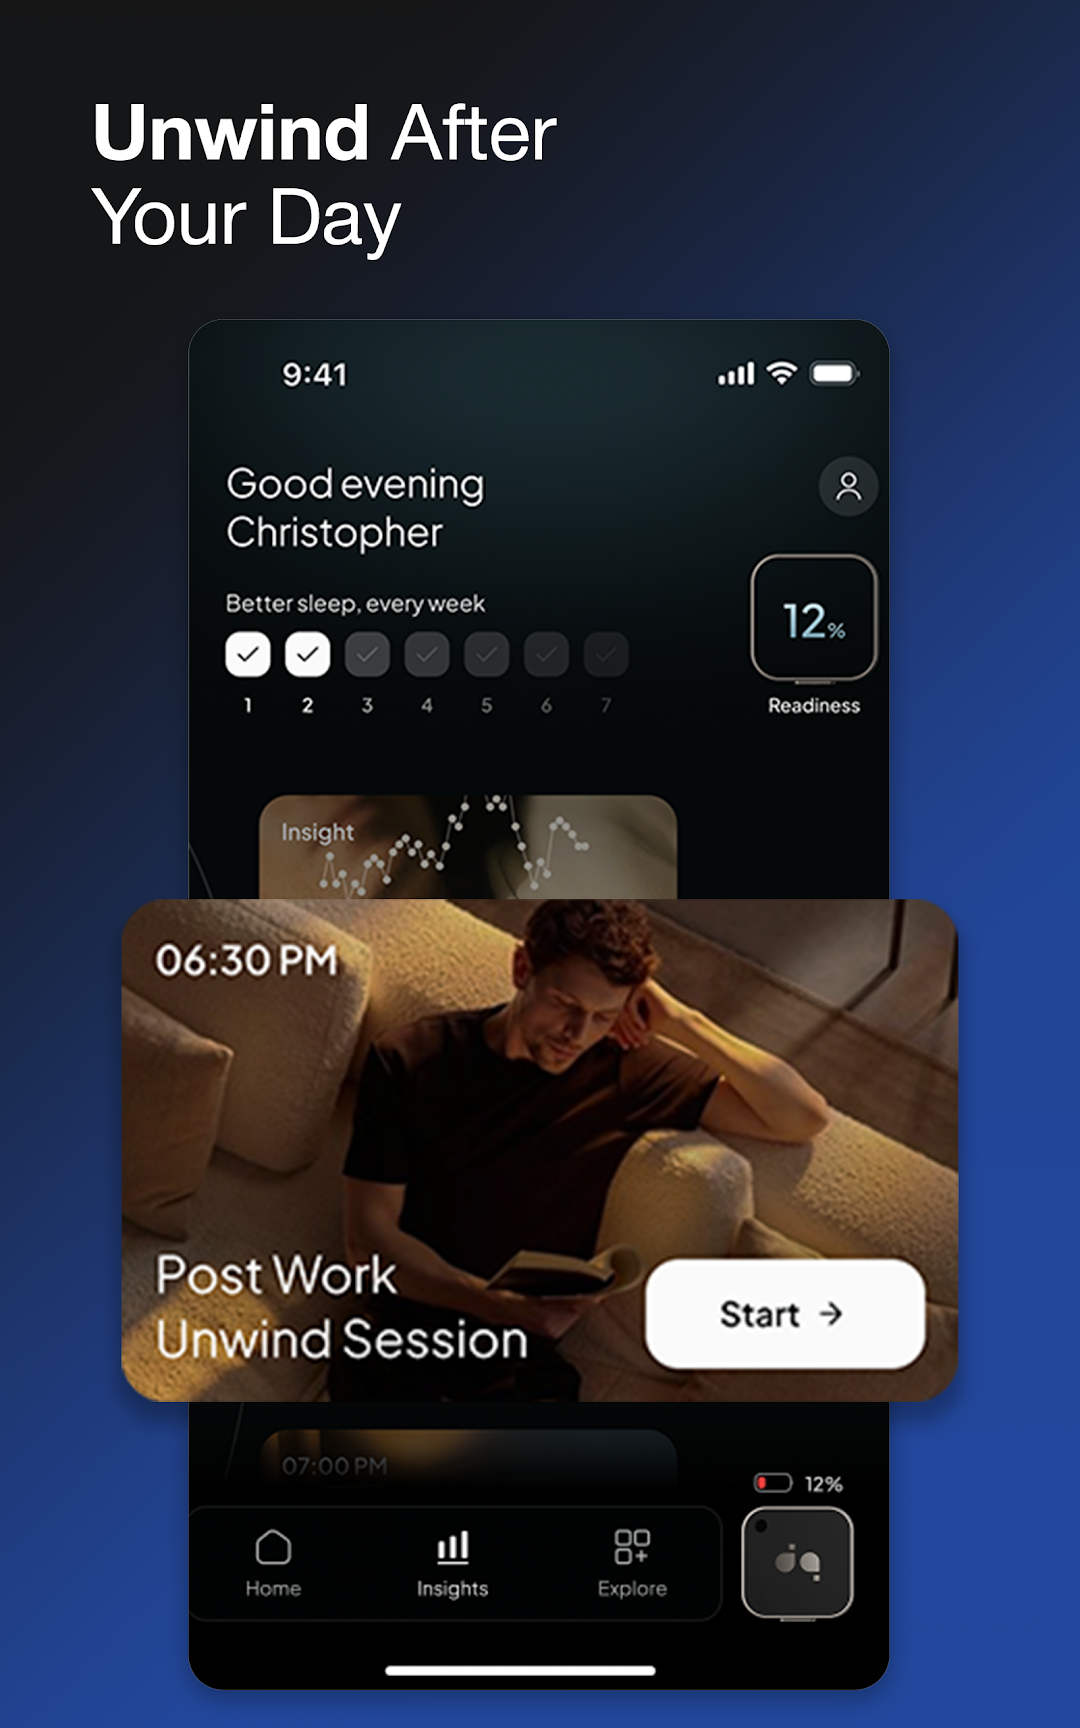 Unwind After
Your Day
9:41
Good evening
Christopher
Better sleep, every week
1 2 3 4 5 6 7
12%
Readiness
Insight
06:30 PM
Post Work
Unwind Session
Start →
07:00 PM
12%
Home Insights Explore